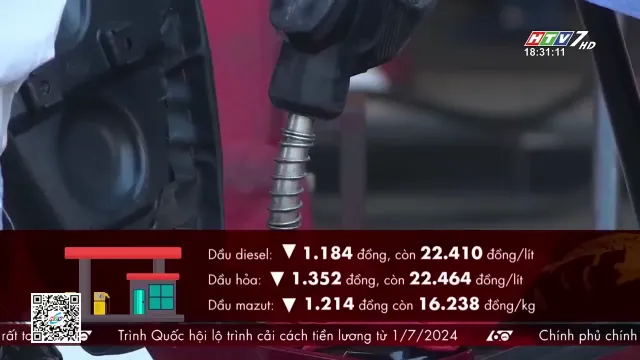 HTV7 HD
18:31:11
Dầu diesel: ▼ 1.184 đồng, còn 22.410 đồng/lít
Dầu hỏa: ▼ 1.352 đồng, còn 22.464 đồng/lít
Dầu mazut: ▼ 1.214 đồng còn 16.238 đồng/kg
Trình Quốc hội lộ trình cải cách tiền lương từ 1/7/2024 60 Chính phủ chính